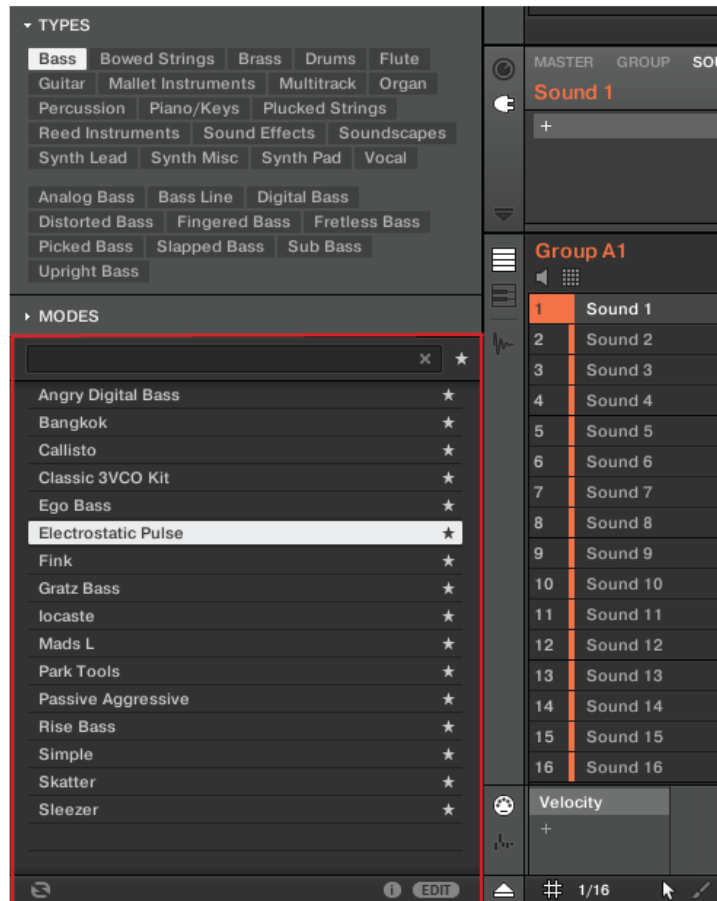 TYPES
Bass Bowed Strings Brass Drums Flute
Guitar Mallet Instruments Multitrack Organ
Percussion Piano/Keys Plucked Strings
Reed Instruments Sound Effects Soundscapes
Synth Lead Synth Misc Synth Pad Vocal
Analog Bass Bass Line Digital Bass
Distorted Bass Fingered Bass Fretless Bass
Picked Bass Slapped Bass Sub Bass
Upright Bass
MODES
Angry Digital Bass
Bangkok
Callisto
Classic 3VCO Kit
Ego Bass
Electrostatic Pulse
Fink
Gratz Bass
locaste
Mads L
Park Tools
Passive Aggressive
Rise Bass
Simple
Skatter
Sleezer
i EDIT
MASTER GROUP SOU
Sound 1
+
Group A1
1 Sound 1
2 Sound 2
3 Sound 3
4 Sound 4
5 Sound 5
6 Sound 6
7 Sound 7
8 Sound 8
9 Sound 9
10 Sound 10
11 Sound 11
12 Sound 12
13 Sound 13
14 Sound 14
15 Sound 15
16 Sound 16
Velocity
+
1/16